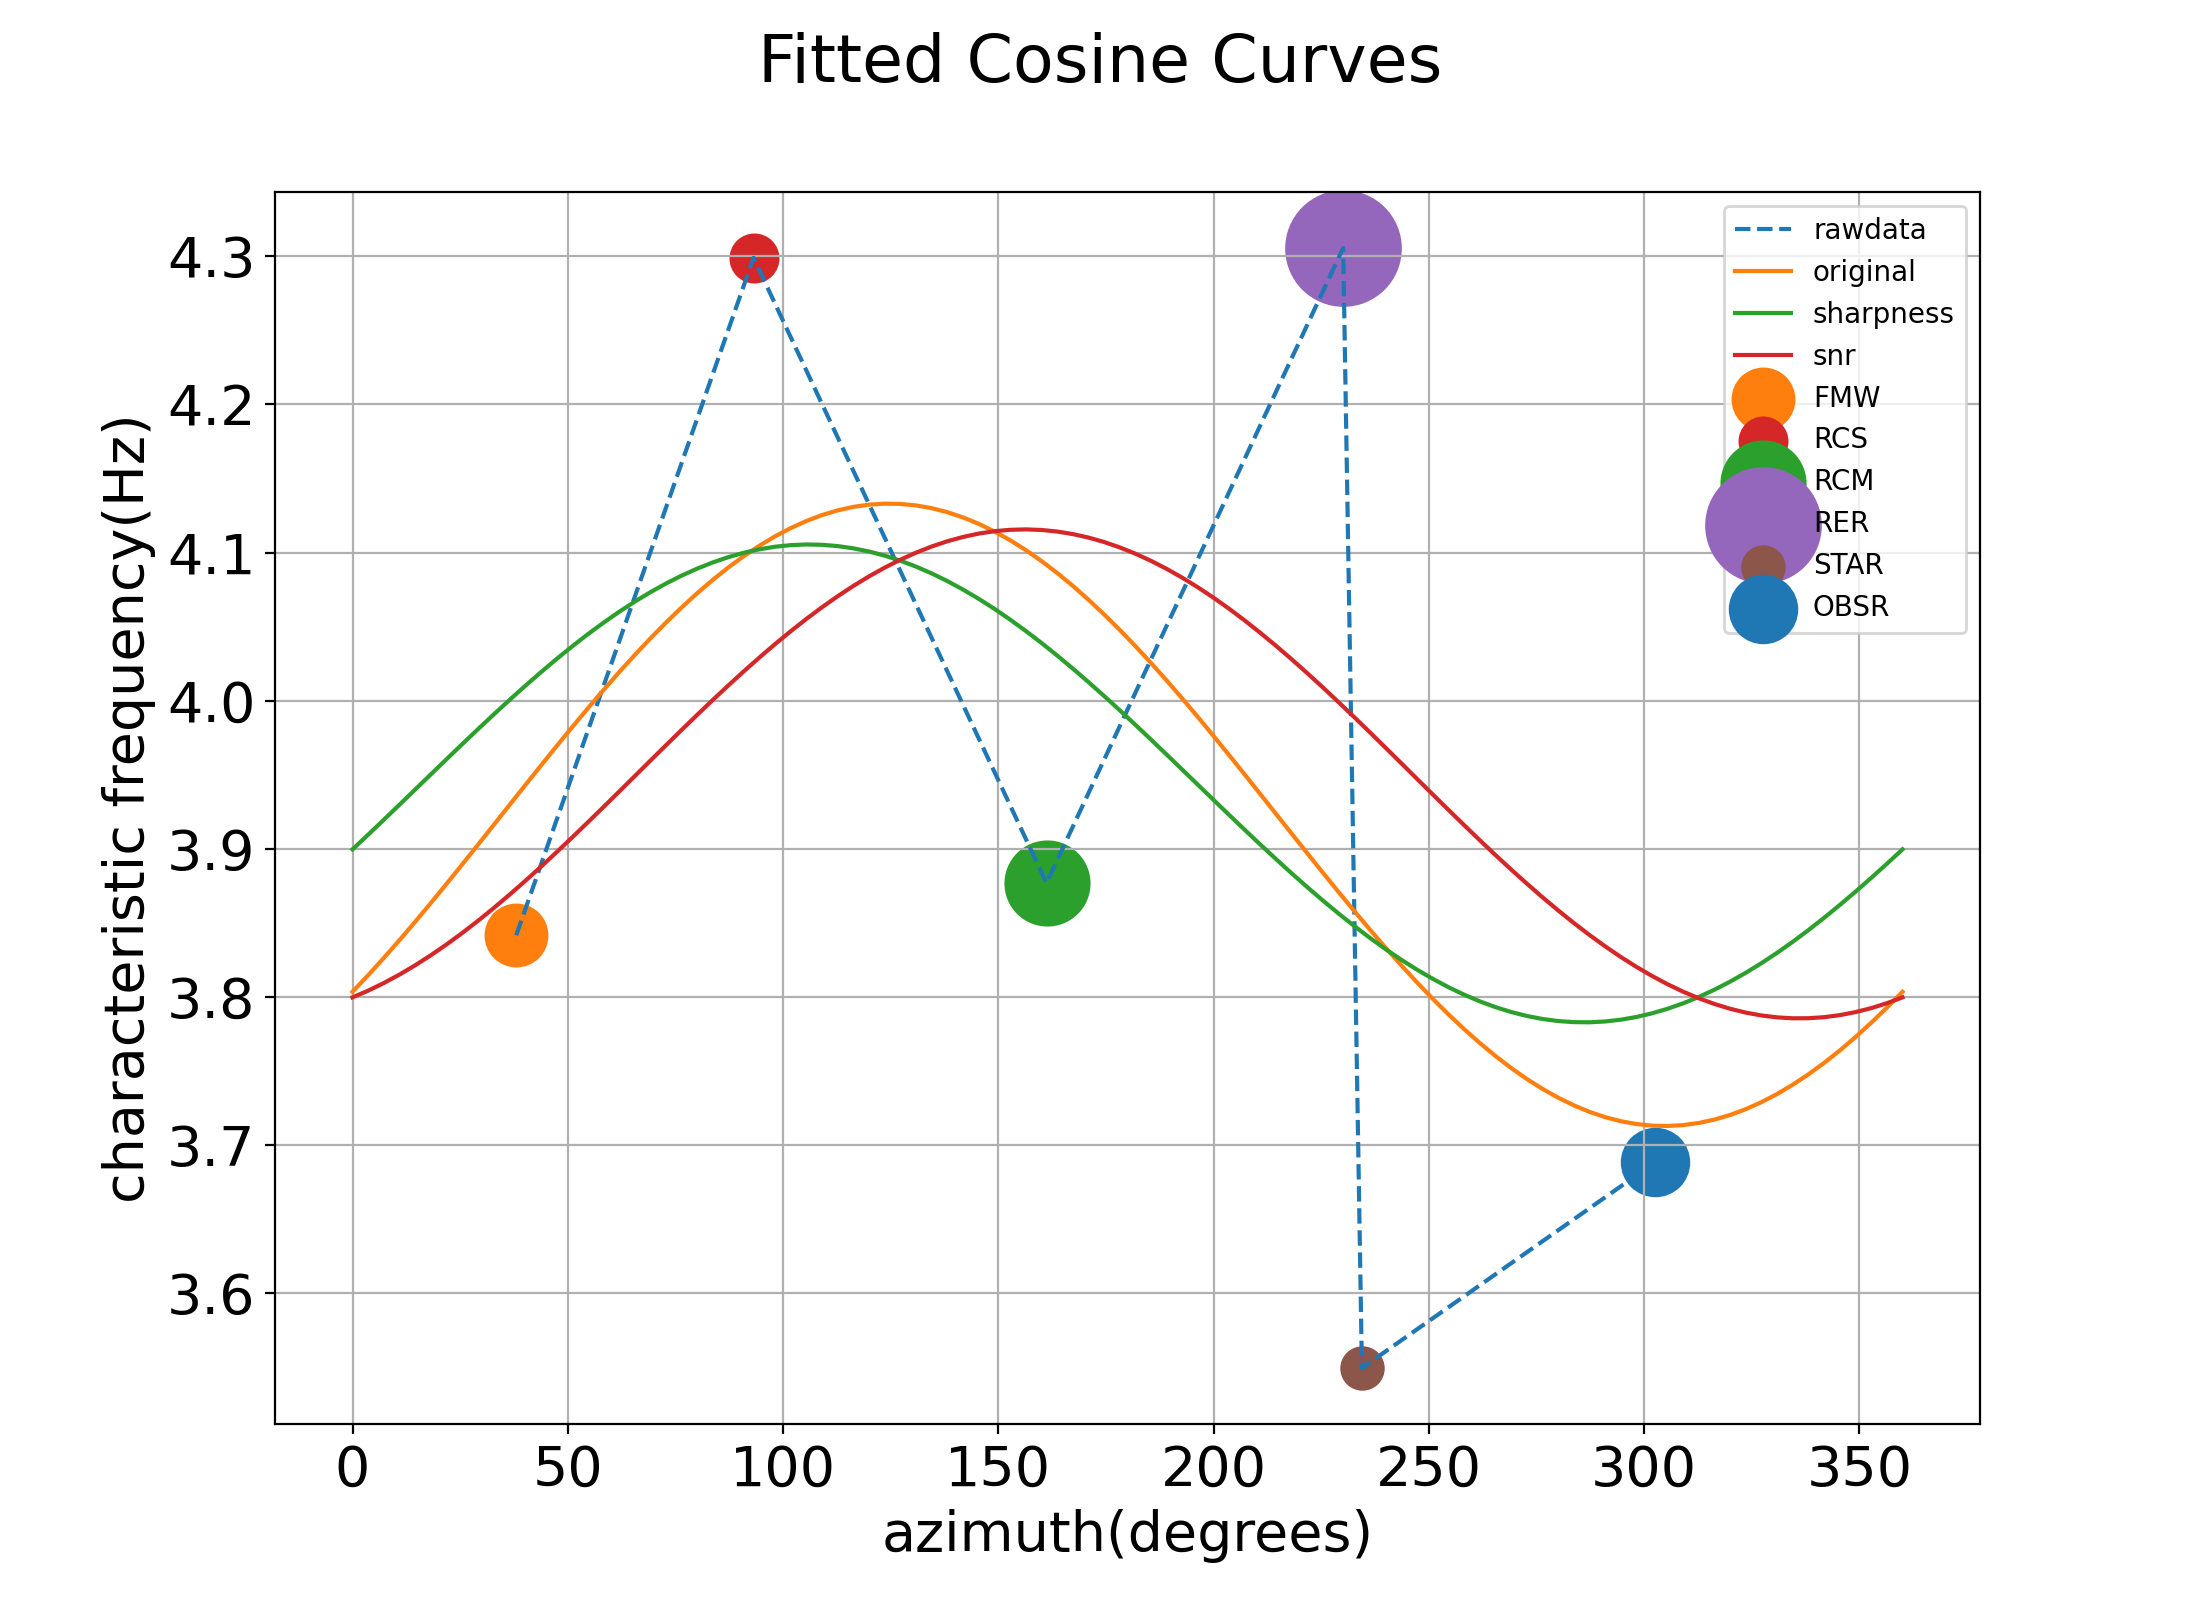 Fitted Cosine Curves
4.3
4.2
4.1
4.0
3.9
3.8
3.7
3.6
characteristic frequency(Hz)
rawdata
original
sharpness
snr
FMW
RCS
RCM
RER
STAR
OBSR
0 50 100 150 200 250 300 350
azimuth(degrees)